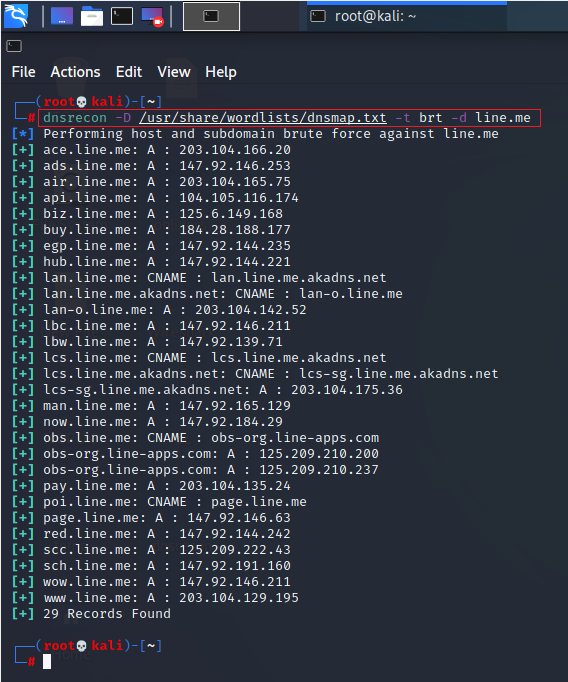 root@kali: ~
File Actions Edit View Help
(root💀kali)-[~]
# dnsrecon -D /usr/share/wordlists/dnsmap.txt -t brt -d line.me
[*] Performing host and subdomain brute force against line.me
[+] ace.line.me: A : 203.104.166.20
[+] ads.line.me: A : 147.92.146.253
[+] air.line.me: A : 203.104.165.75
[+] api.line.me: A : 104.105.116.174
[+] biz.line.me: A : 125.6.149.168
[+] buy.line.me: A : 184.28.188.177
[+] egp.line.me: A : 147.92.144.235
[+] hub.line.me: A : 147.92.144.221
[+] lan.line.me: CNAME : lan.line.me.akadns.net
[+] lan.line.me.akadns.net: CNAME : lan-o.line.me
[+] lan-o.line.me: A : 203.104.142.52
[+] lbc.line.me: A : 147.92.146.211
[+] lbw.line.me: A : 147.92.139.71
[+] lcs.line.me: CNAME : lcs.line.me.akadns.net
[+] lcs.line.me.akadns.net: CNAME : lcs-sg.line.me.akadns.net
[+] lcs-sg.line.me.akadns.net: A : 203.104.175.36
[+] man.line.me: A : 147.92.165.129
[+] now.line.me: A : 147.92.184.29
[+] obs.line.me: CNAME : obs-org.line-apps.com
[+] obs-org.line-apps.com: A : 125.209.210.200
[+] obs-org.line-apps.com: A : 125.209.210.237
[+] pay.line.me: A : 203.104.135.24
[+] poi.line.me: CNAME : page.line.me
[+] page.line.me: A : 147.92.146.63
[+] red.line.me: A : 147.92.144.242
[+] scc.line.me: A : 125.209.222.43
[+] sch.line.me: A : 147.92.191.160
[+] wow.line.me: A : 147.92.146.211
[+] www.line.me: A : 203.104.129.195
[+] 29 Records Found
(root💀kali)-[~]
#